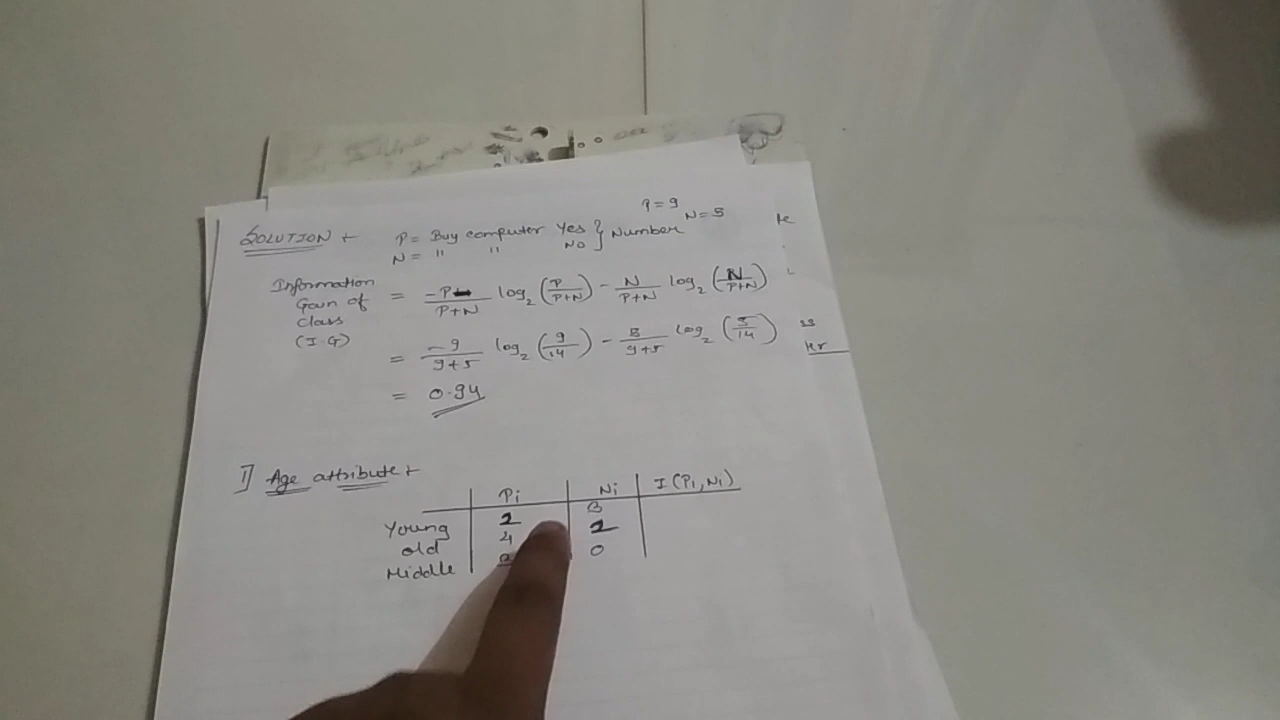 P=9
N=5
SOLUTION P = Buy computer Yes } Number
N = " " NO
Information Gain of class (I.G) = -P/P+N log2 (P/P+N) - N/P+N log2 (N/P+N)
= -9/9+5 log2 (9/14) - 5/9+5 log2 (5/14)
= 0.94
1] Age attribute
Pi Ni I(Pi, Ni)
Young 2 3
old 4 2
Middle 0